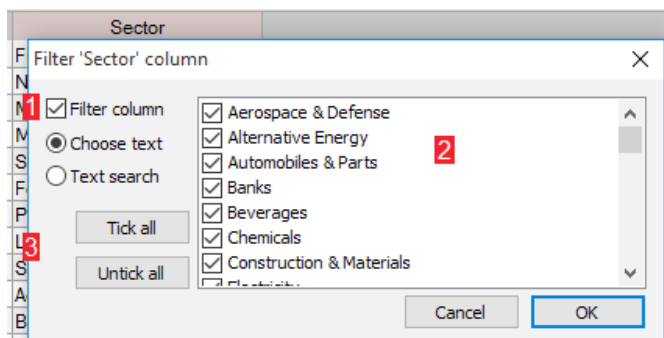 Sector
Filter 'Sector' column
1
Filter column
Choose text
Text search
Tick all
3
Untick all
Aerospace & Defense
Alternative Energy
2
Automobiles & Parts
Banks
Beverages
Chemicals
Construction & Materials
Electricity
Cancel
OK